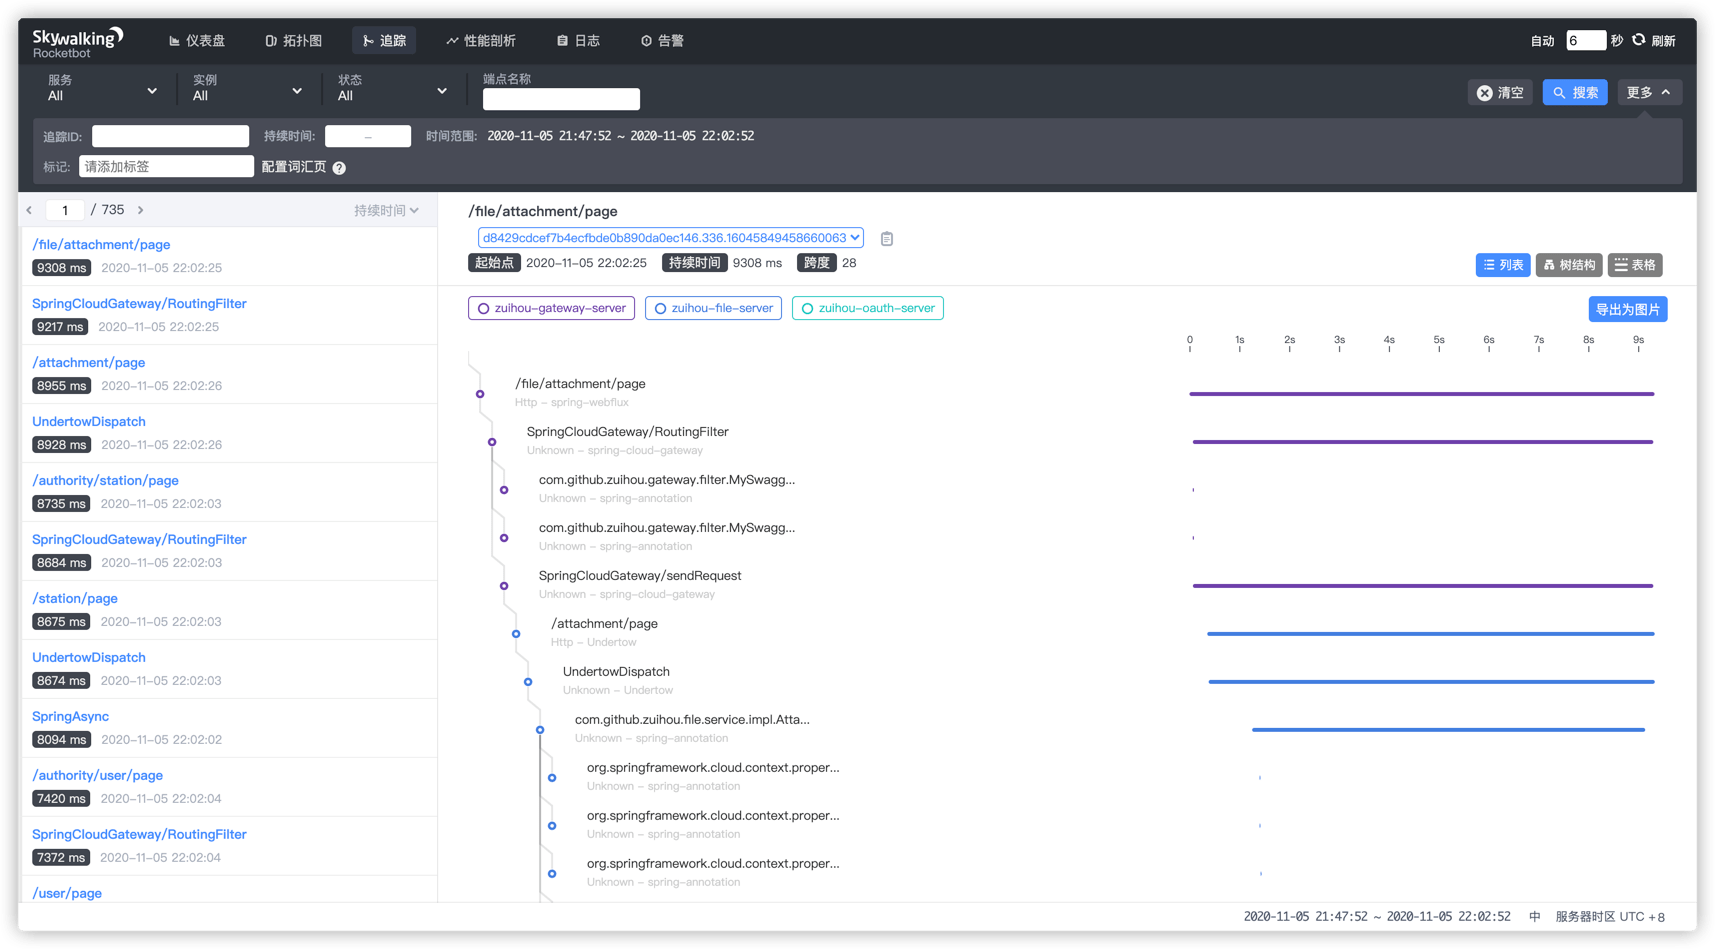 Skywalking
Rocketbot
仪表盘 拓扑图 追踪 性能剖析 日志 告警
自动 6 秒 刷新
服务 All
实例 All
状态 All
端点名称
清空 搜索 更多
追踪ID: 持续时间: – 时间范围: 2020-11-05 21:47:52 ~ 2020-11-05 22:02:52
标记: 请添加标签 配置词汇页 ?
1 / 735 持续时间
/file/attachment/page
9308 ms 2020-11-05 22:02:25
SpringCloudGateway/RoutingFilter
9217 ms 2020-11-05 22:02:25
/attachment/page
8955 ms 2020-11-05 22:02:26
UndertowDispatch
8928 ms 2020-11-05 22:02:26
/authority/station/page
8735 ms 2020-11-05 22:02:03
SpringCloudGateway/RoutingFilter
8684 ms 2020-11-05 22:02:03
/station/page
8675 ms 2020-11-05 22:02:03
UndertowDispatch
8674 ms 2020-11-05 22:02:03
SpringAsync
8094 ms 2020-11-05 22:02:02
/authority/user/page
7420 ms 2020-11-05 22:02:04
SpringCloudGateway/RoutingFilter
7372 ms 2020-11-05 22:02:04
/user/page
/file/attachment/page
d8429cdcef7b4ecfbde0b890da0ec146.336.16045849458660063
起始点 2020-11-05 22:02:25 持续时间 9308 ms 跨度 28
列表 树结构 表格
zuihou-gateway-server zuihou-file-server zuihou-oauth-server
导出为图片
0 1s 2s 3s 4s 5s 6s 7s 8s 9s
/file/attachment/page
Http - spring-webflux
SpringCloudGateway/RoutingFilter
Unknown - spring-cloud-gateway
com.github.zuihou.gateway.filter.MySwagg...
Unknown - spring-annotation
com.github.zuihou.gateway.filter.MySwagg...
Unknown - spring-annotation
SpringCloudGateway/sendRequest
Unknown - spring-cloud-gateway
/attachment/page
Http - Undertow
UndertowDispatch
Unknown - Undertow
com.github.zuihou.file.service.impl.Atta...
Unknown - spring-annotation
org.springframework.cloud.context.proper...
Unknown - spring-annotation
org.springframework.cloud.context.proper...
Unknown - spring-annotation
org.springframework.cloud.context.proper...
Unknown - spring-annotation
2020-11-05 21:47:52 ~ 2020-11-05 22:02:52 中 服务器时区 UTC +8